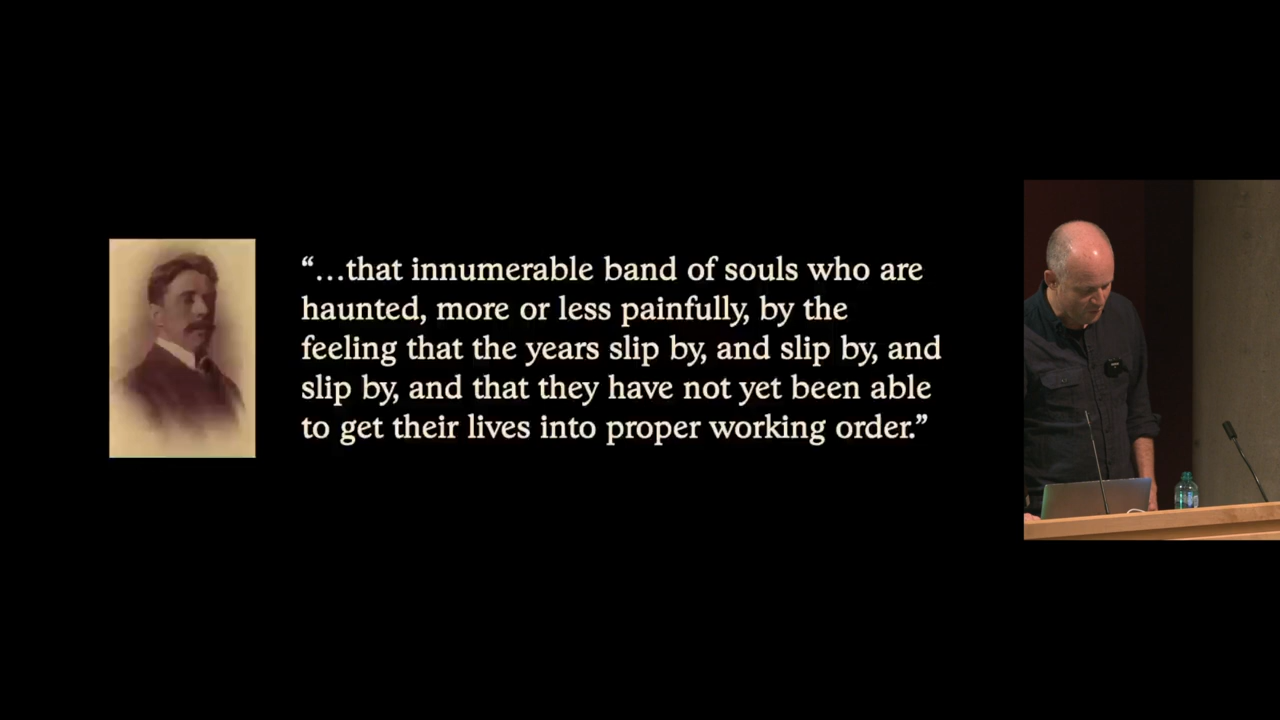 “…that innumerable band of souls who are
haunted, more or less painfully, by the
feeling that the years slip by, and slip by, and
slip by, and that they have not yet been able
to get their lives into proper working order.”